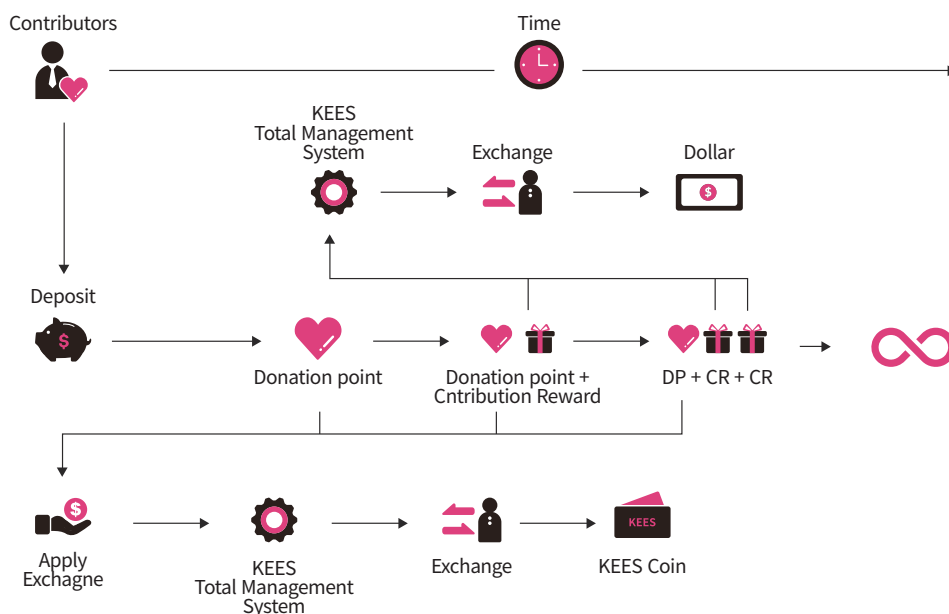 Contributors
Time
KEES
Total Management
System
Exchange
Dollar
$
Deposit
$
Donation point
Donation point +
Cntribution Reward
DP + CR + CR
$
KEES
Apply
Exchagne
KEES
Total Management
System
Exchange
KEES Coin